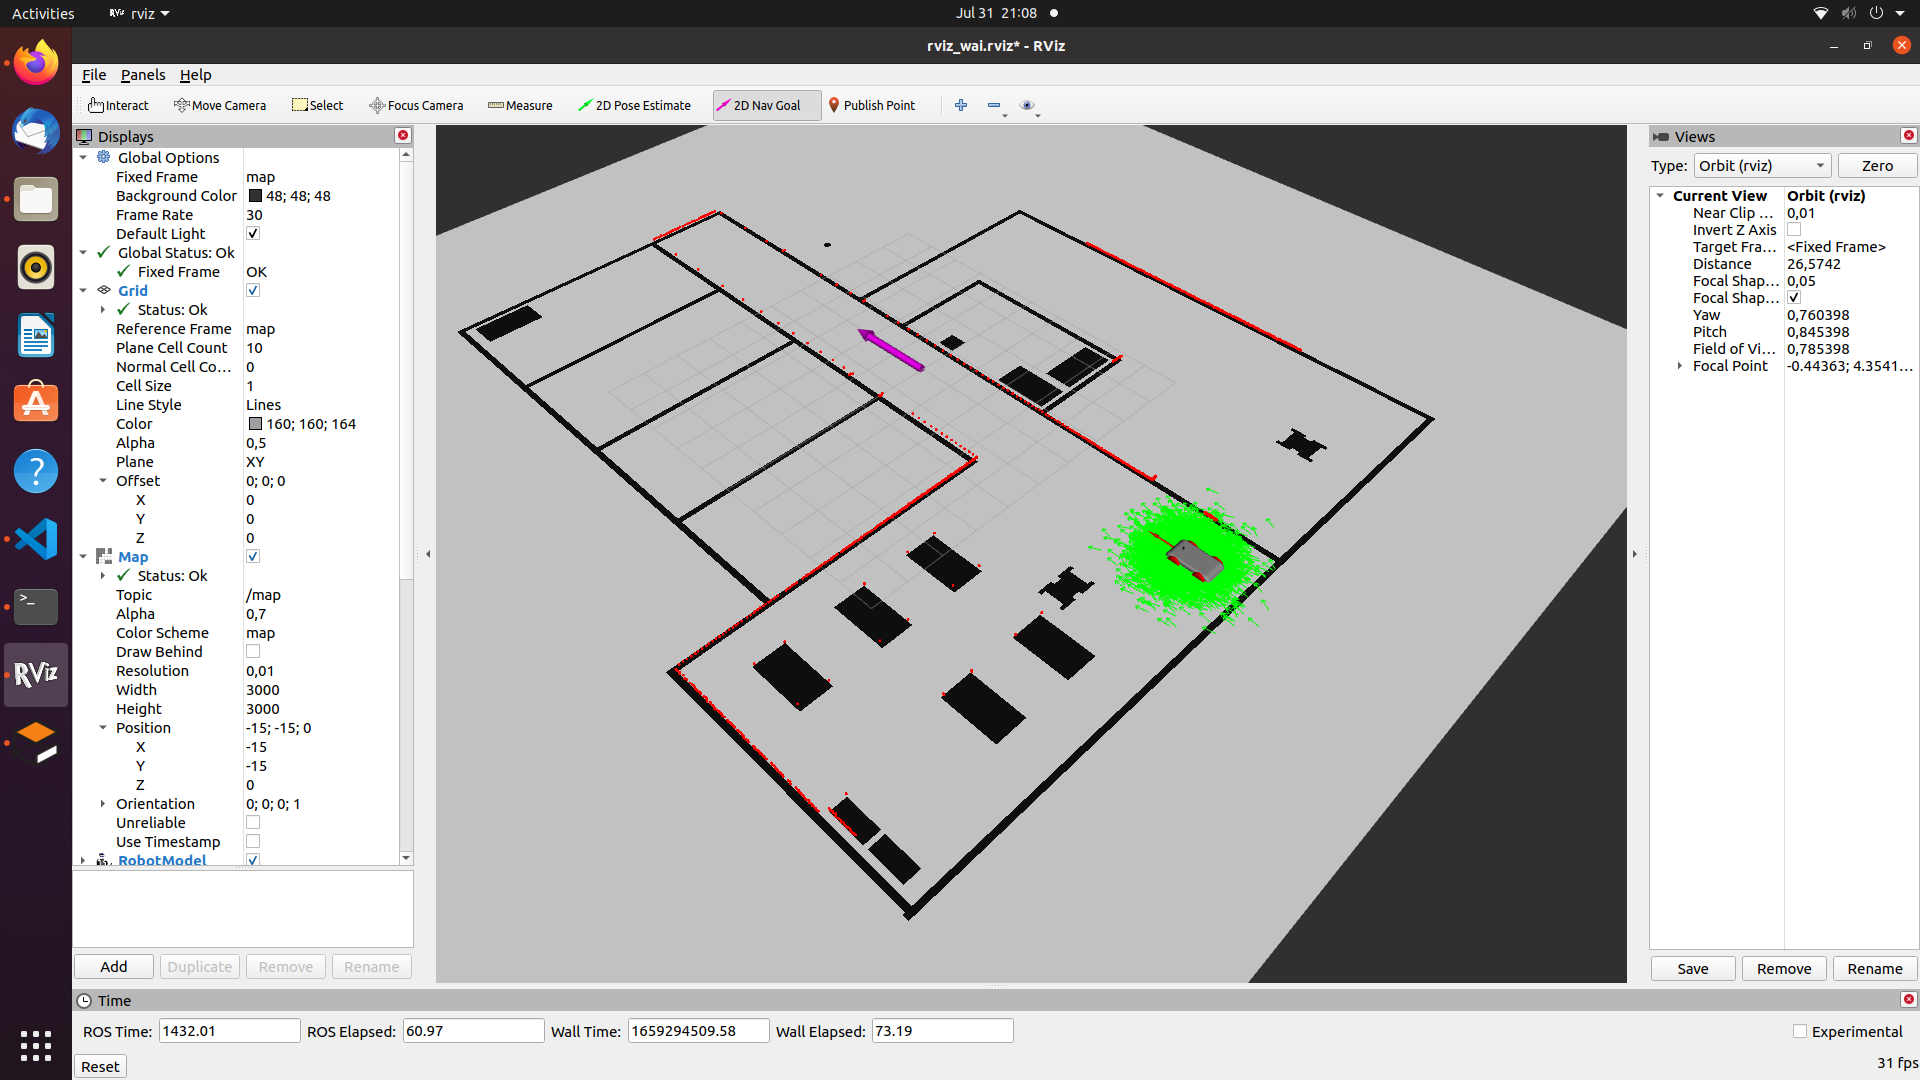 Activities
RViz rviz
Jul 31 21:08
rviz_wai.rviz* - RViz
File Panels Help
Interact Move Camera Select Focus Camera Measure 2D Pose Estimate 2D Nav Goal Publish Point
Displays
Global Options
Fixed Frame map
Background Color 48; 48; 48
Frame Rate 30
Default Light
Global Status: Ok
Fixed Frame OK
Grid
Status: Ok
Reference Frame map
Plane Cell Count 10
Normal Cell Co... 0
Cell Size 1
Line Style Lines
Color 160; 160; 164
Alpha 0,5
Plane XY
Offset 0; 0; 0
X 0
Y 0
Z 0
Map
Status: Ok
Topic /map
Alpha 0,7
Color Scheme map
Draw Behind
Resolution 0,01
Width 3000
Height 3000
Position -15; -15; 0
X -15
Y -15
Z 0
Orientation 0; 0; 0; 1
Unreliable
Use Timestamp
RobotModel
Add Duplicate Remove Rename
Views
Type: Orbit (rviz) Zero
Current View Orbit (rviz)
Near Clip ... 0,01
Invert Z Axis
Target Fra... <Fixed Frame>
Distance 26,5742
Focal Shap... 0,05
Focal Shap...
Yaw 0,760398
Pitch 0,845398
Field of Vi... 0,785398
Focal Point -0.44363; 4.3541...
Save Remove Rename
Time
ROS Time: 1432.01 ROS Elapsed: 60.97 Wall Time: 1659294509.58 Wall Elapsed: 73.19 Experimental
Reset
31 fps
RViz